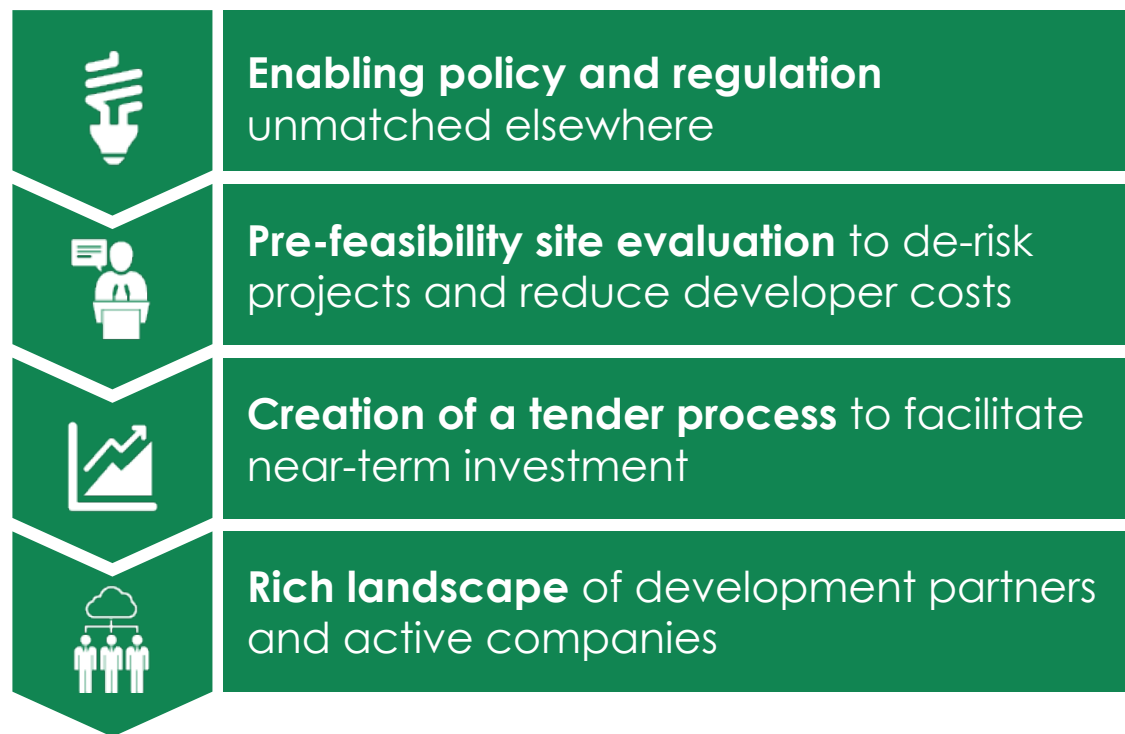 Enabling policy and regulation
unmatched elsewhere
Pre-feasibility site evaluation to de-risk
projects and reduce developer costs
Creation of a tender process to facilitate
near-term investment
Rich landscape of development partners
and active companies